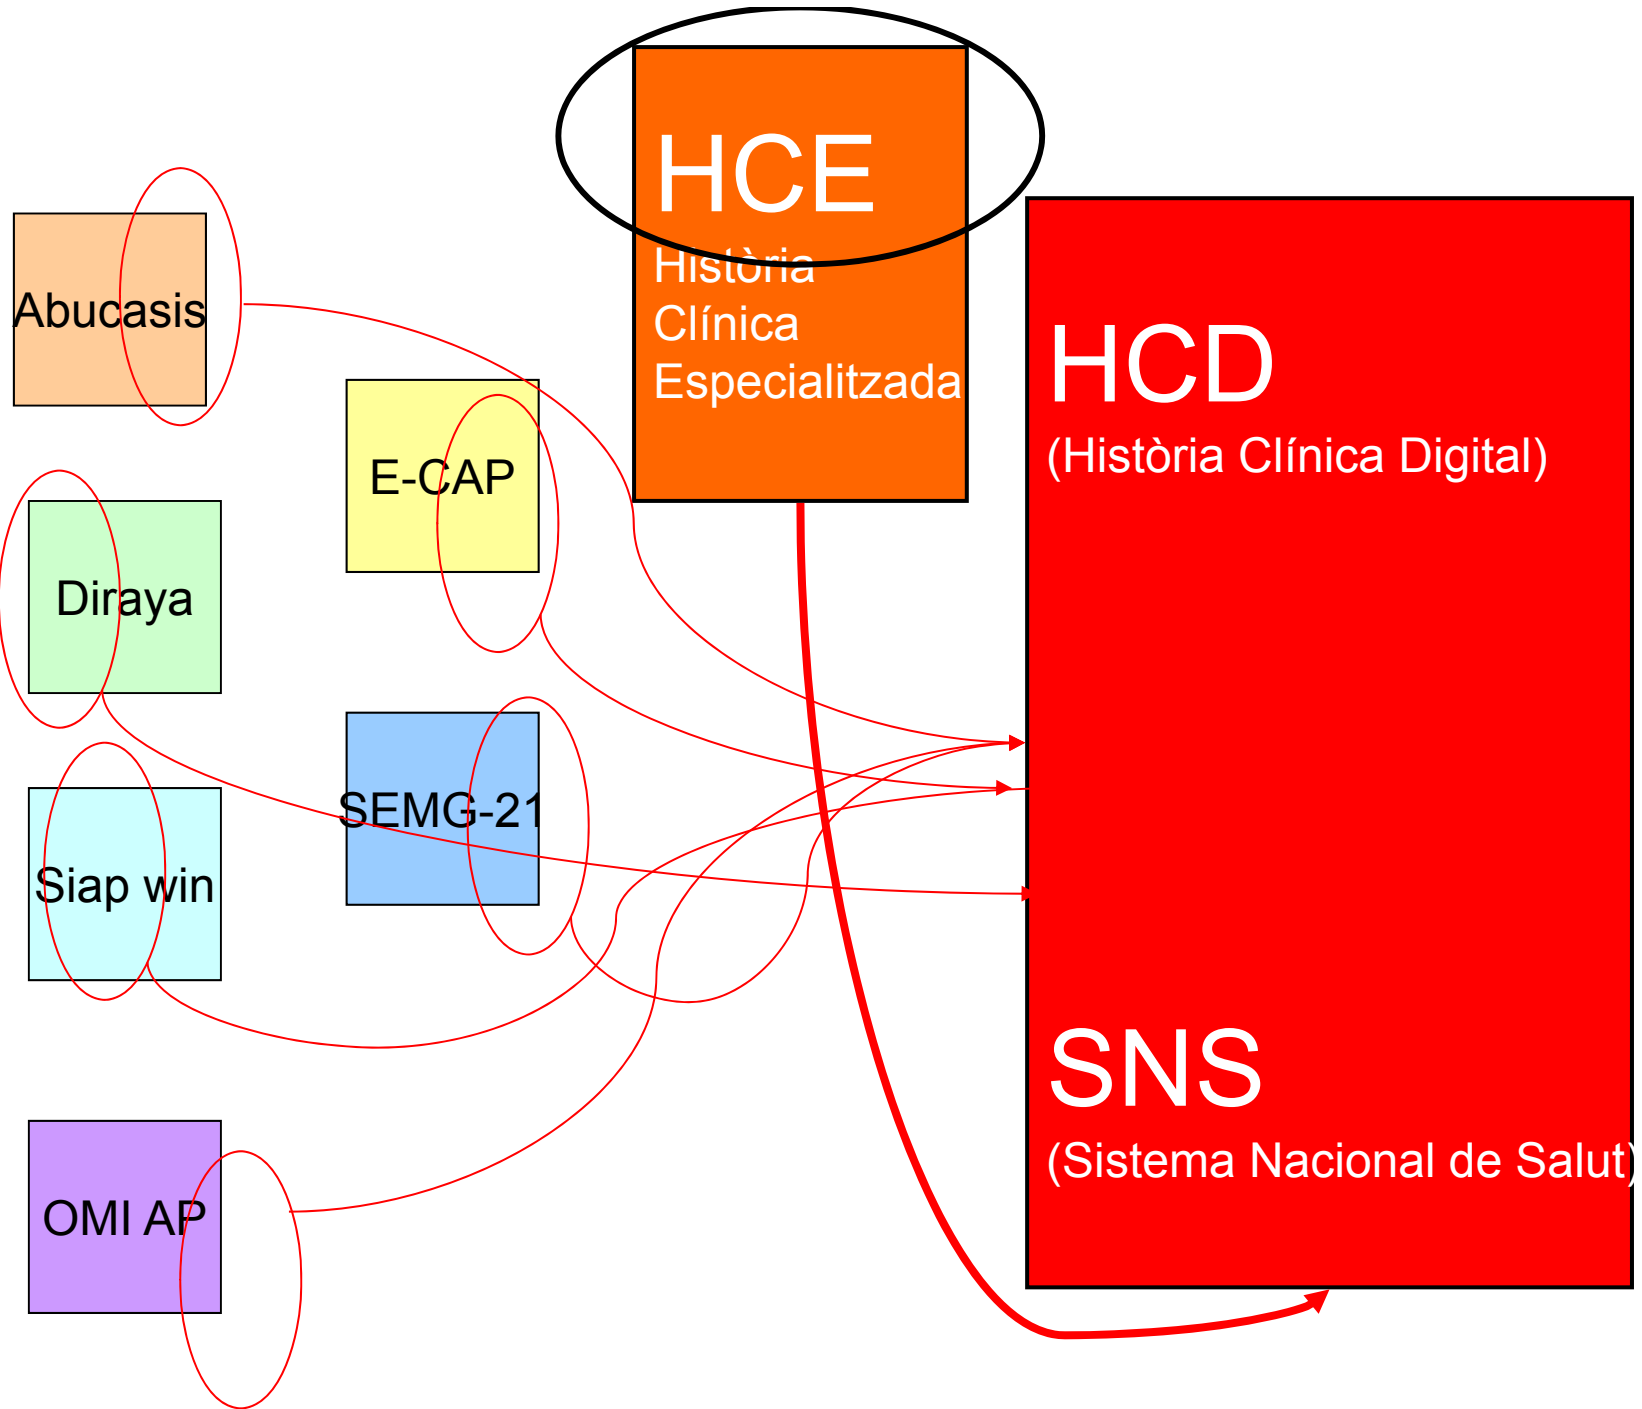 HCE
Història
Clínica
Especialitzada
Abucasis
E-CAP
Diraya
SEMG-21
Siap win
OMI AP
HCD
(Història Clínica Digital)
SNS
(Sistema Nacional de Salut)